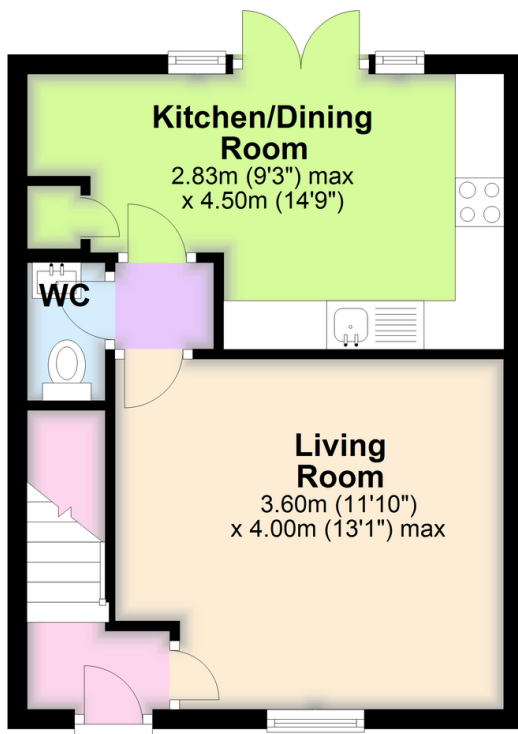 Kitchen/Dining
Room
2.83m (9'3") max
x 4.50m (14'9")
WC
Living
Room
3.60m (11'10")
x 4.00m (13'1") max